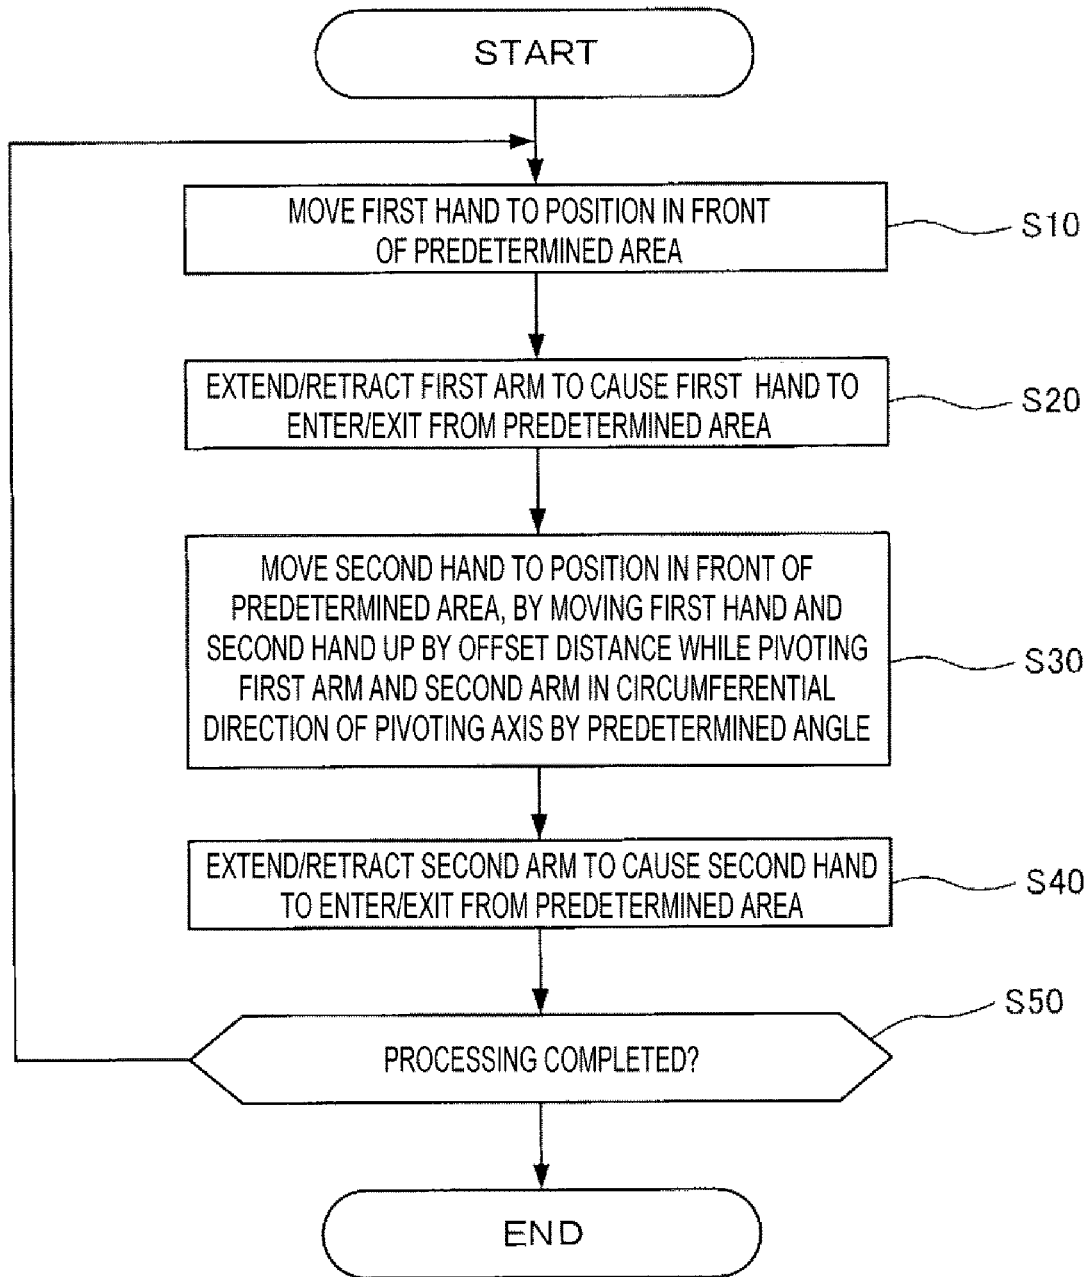 START
MOVE FIRST HAND TO POSITION IN FRONT
OF PREDETERMINED AREA
S10
EXTEND/RETRACT FIRST ARM TO CAUSE FIRST HAND TO
ENTER/EXIT FROM PREDETERMINED AREA
S20
MOVE SECOND HAND TO POSITION IN FRONT OF
PREDETERMINED AREA, BY MOVING FIRST HAND AND
SECOND HAND UP BY OFFSET DISTANCE WHILE PIVOTING
FIRST ARM AND SECOND ARM IN CIRCUMFERENTIAL
DIRECTION OF PIVOTING AXIS BY PREDETERMINED ANGLE
S30
EXTEND/RETRACT SECOND ARM TO CAUSE SECOND HAND
TO ENTER/EXIT FROM PREDETERMINED AREA
S40
PROCESSING COMPLETED?
S50
END